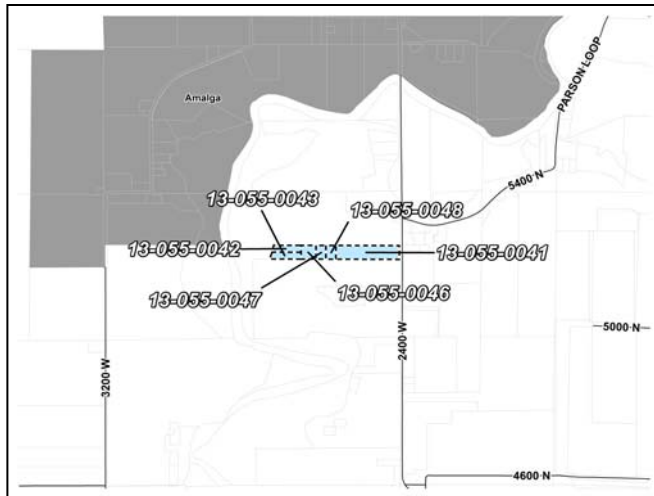 Amalga
PARSON LOOP
5400 N
13-055-0043
13-055-0048
13-055-0042
13-055-0041
13-055-0047
13-055-0046
5000 N
3200 W
2400 W
4600 N